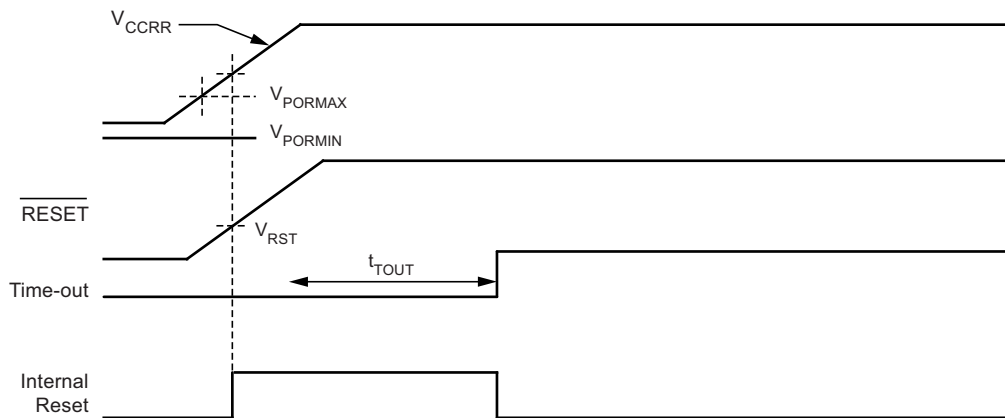 VCCRR
VPORMAX
VPORMIN
RESET
VRST
tTOUT
Time-out
Internal
Reset